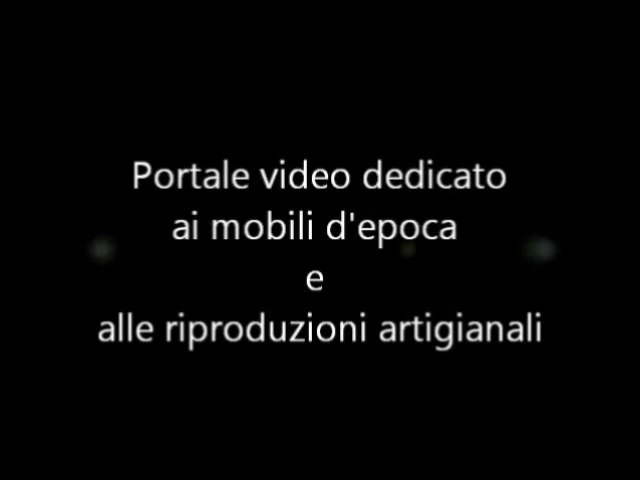 Portale video dedicato
ai mobili d'epoca
e
alle riproduzioni artigianali